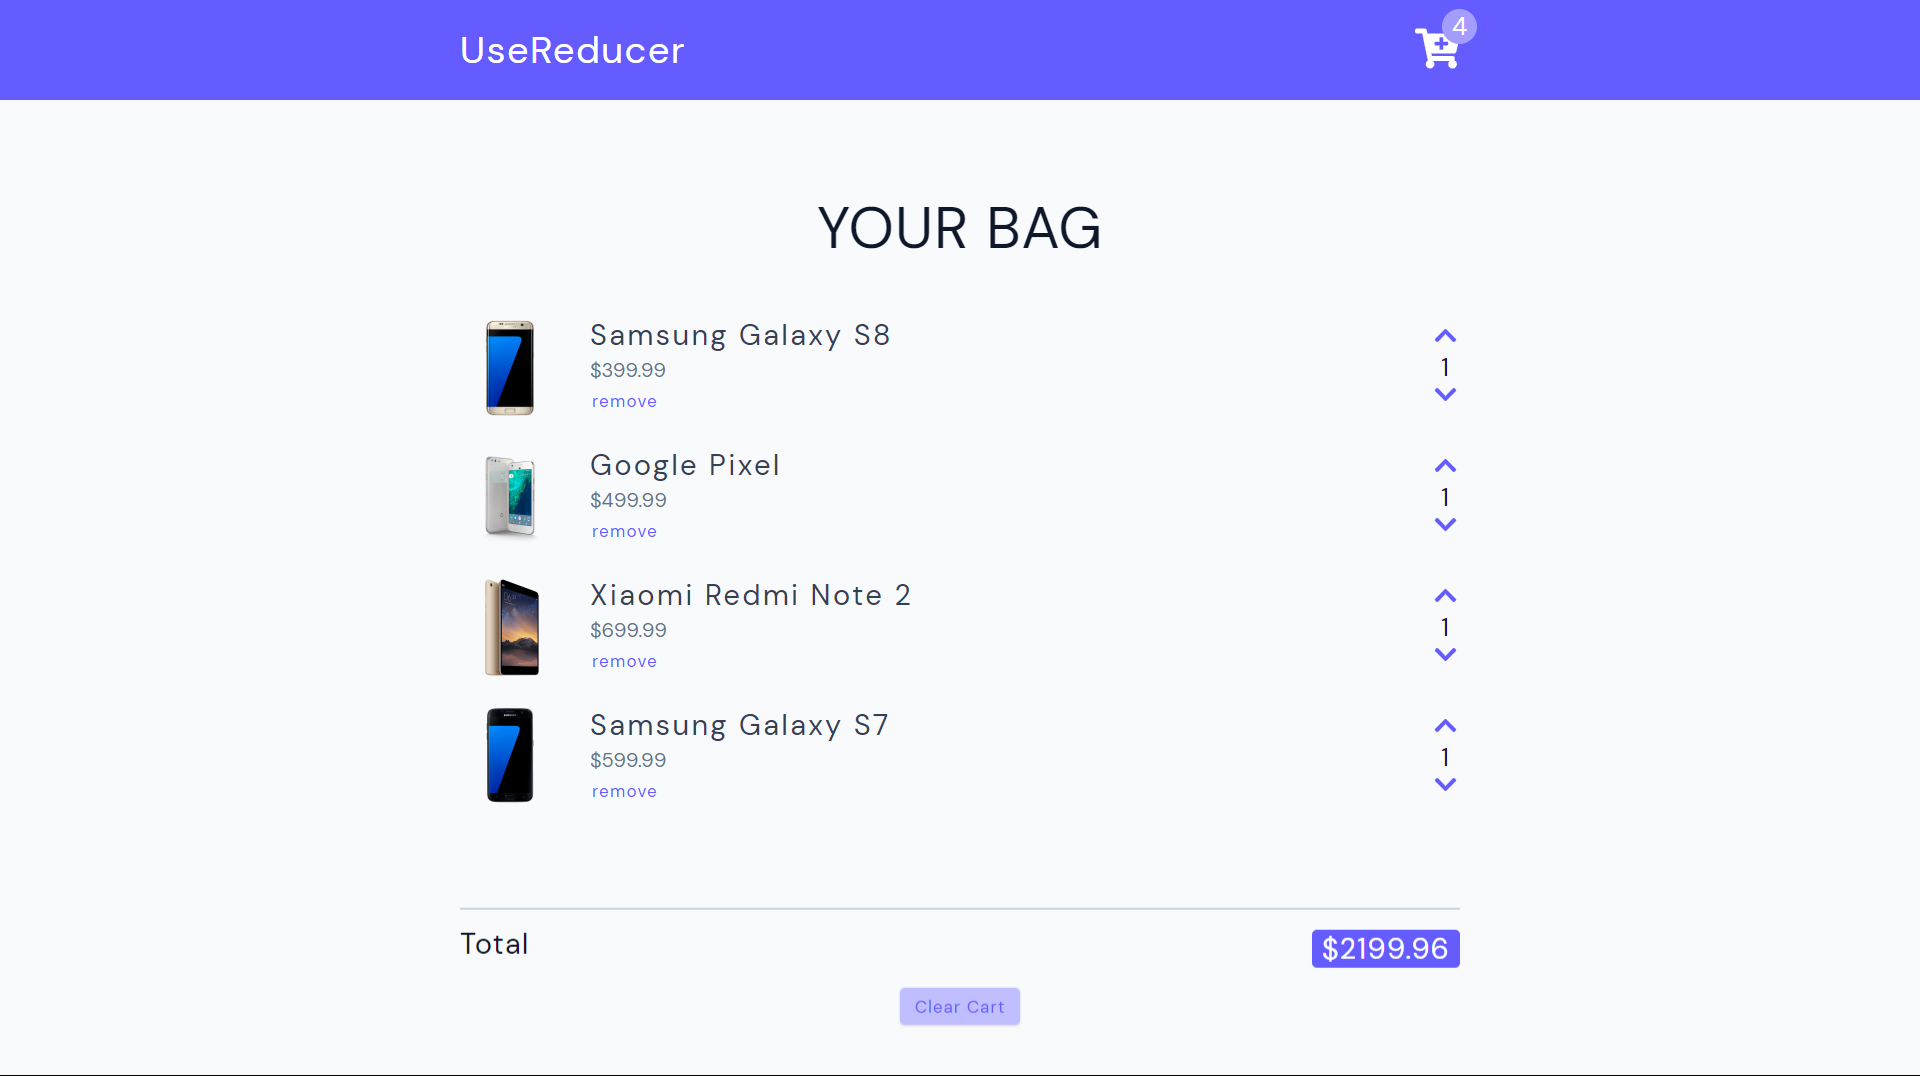 UseReducer
4
YOUR BAG
Samsung Galaxy S8
$399.99
remove
1
Google Pixel
$499.99
remove
1
Xiaomi Redmi Note 2
$699.99
remove
1
Samsung Galaxy S7
$599.99
remove
1
Total
$2199.96
Clear Cart